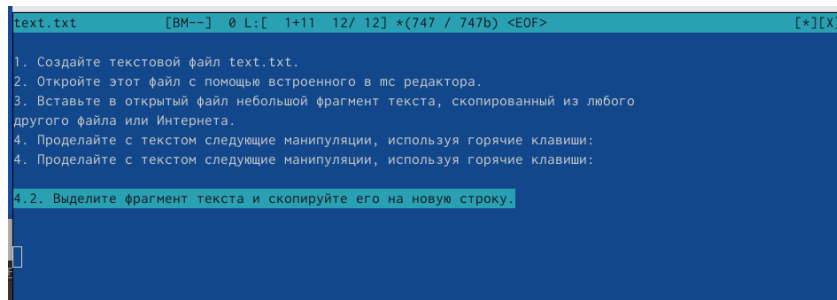 text.txt [BM--] 0 L:[ 1+11 12/ 12] *(747 / 747b) <EOF> [*][X]
1. Создайте текстовой файл text.txt.
2. Откройте этот файл с помощью встроенного в mc редактора.
3. Вставьте в открытый файл небольшой фрагмент текста, скопированный из любого
другого файла или Интернета.
4. Проделайте с текстом следующие манипуляции, используя горячие клавиши:
4. Проделайте с текстом следующие манипуляции, используя горячие клавиши:
4.2. Выделите фрагмент текста и скопируйте его на новую строку.